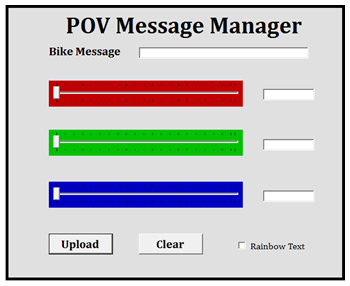 POV Message Manager
Bike Message
Upload Clear Rainbow Text